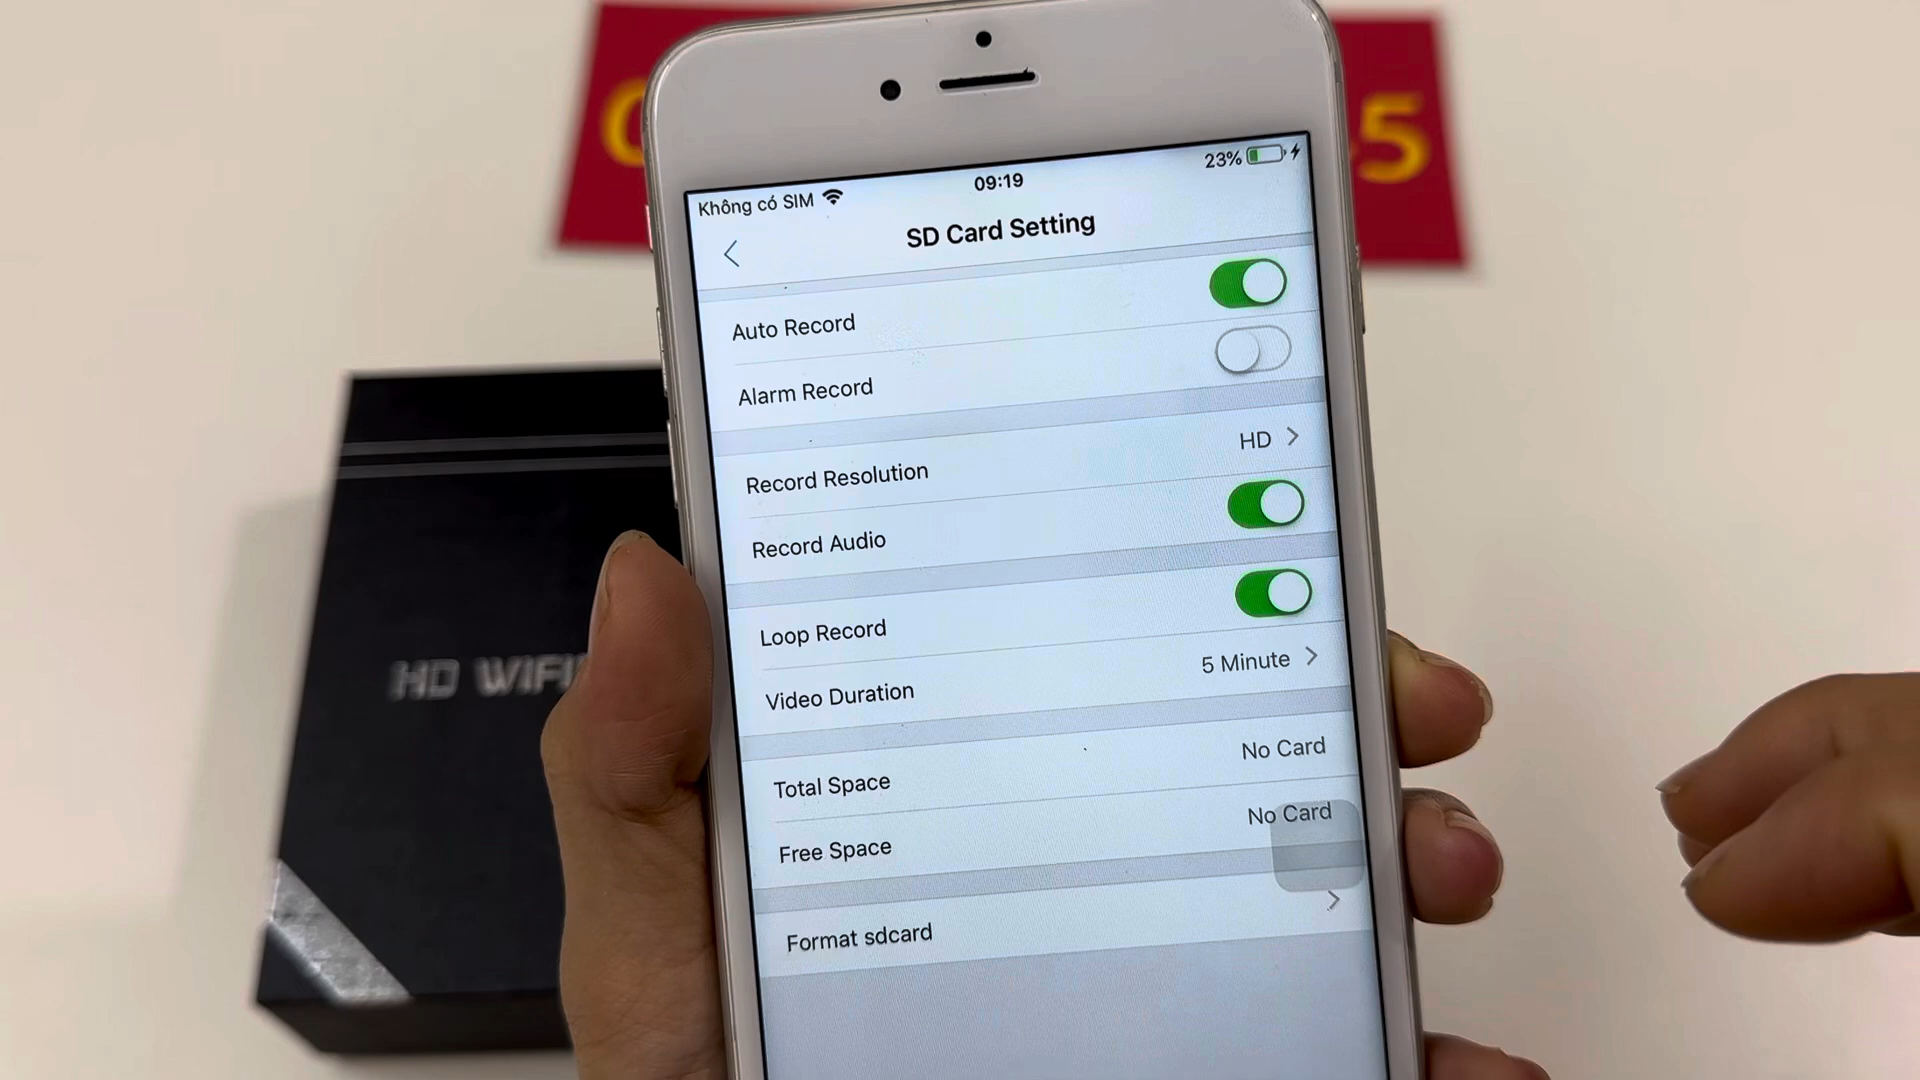 5
23%
Không có SIM
09:19
SD Card Setting
Auto Record
Alarm Record
Record Resolution HD
Record Audio
Loop Record
Video Duration 5 Minute
Total Space No Card
Free Space No Card
Format sdcard
HD WIFI